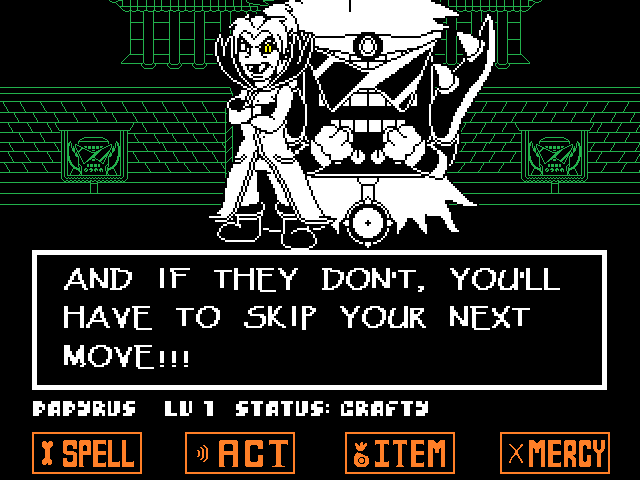 AND IF THEY DON'T, YOU'LL
HAVE TO SKIP YOUR NEXT
MOVE!!!
PAPYRUS LV 1 STATUS: CRAFTY
SPELL ACT ITEM MERCY